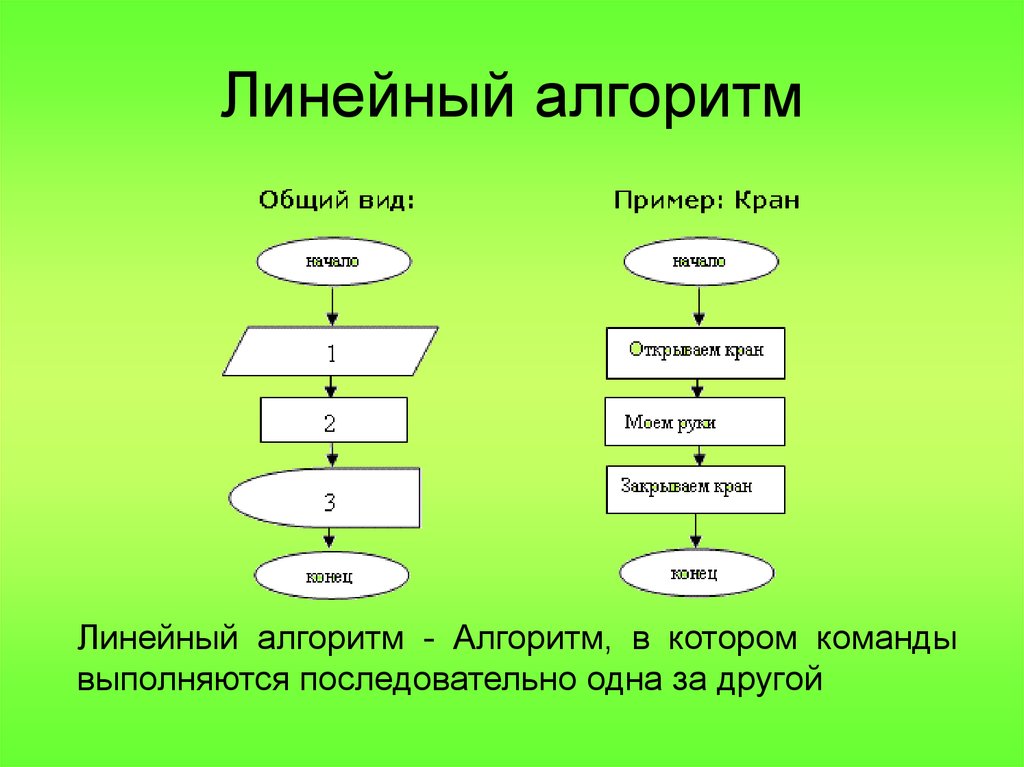 Линейный алгоритм
Общий вид:
начало
1
2
3
конец
Пример: Кран
начало
Открываем кран
Моем руки
Закрываем кран
конец
Линейный алгоритм - Алгоритм, в котором команды
выполняются последовательно одна за другой